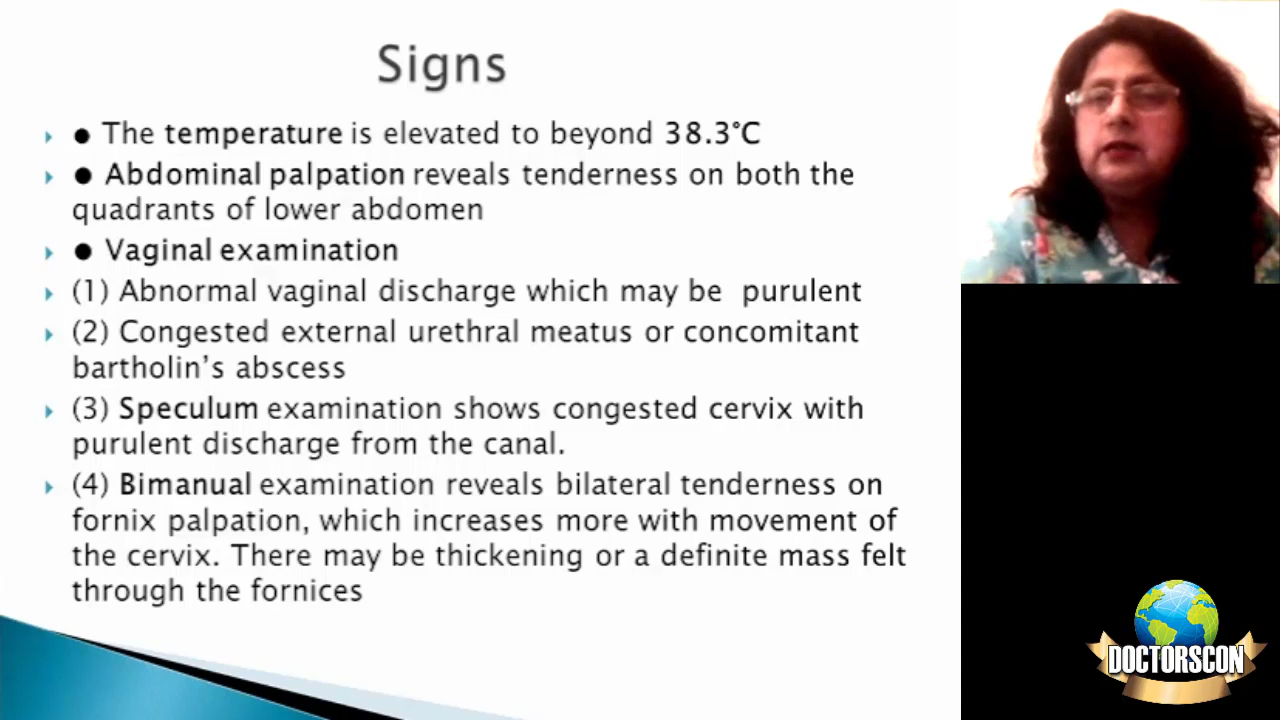 Signs
● The temperature is elevated to beyond 38.3°C
● Abdominal palpation reveals tenderness on both the
quadrants of lower abdomen
● Vaginal examination
(1) Abnormal vaginal discharge which may be purulent
(2) Congested external urethral meatus or concomitant
bartholin’s abscess
(3) Speculum examination shows congested cervix with
purulent discharge from the canal.
(4) Bimanual examination reveals bilateral tenderness on
fornix palpation, which increases more with movement of
the cervix. There may be thickening or a definite mass felt
through the fornices
DOCTORSCON